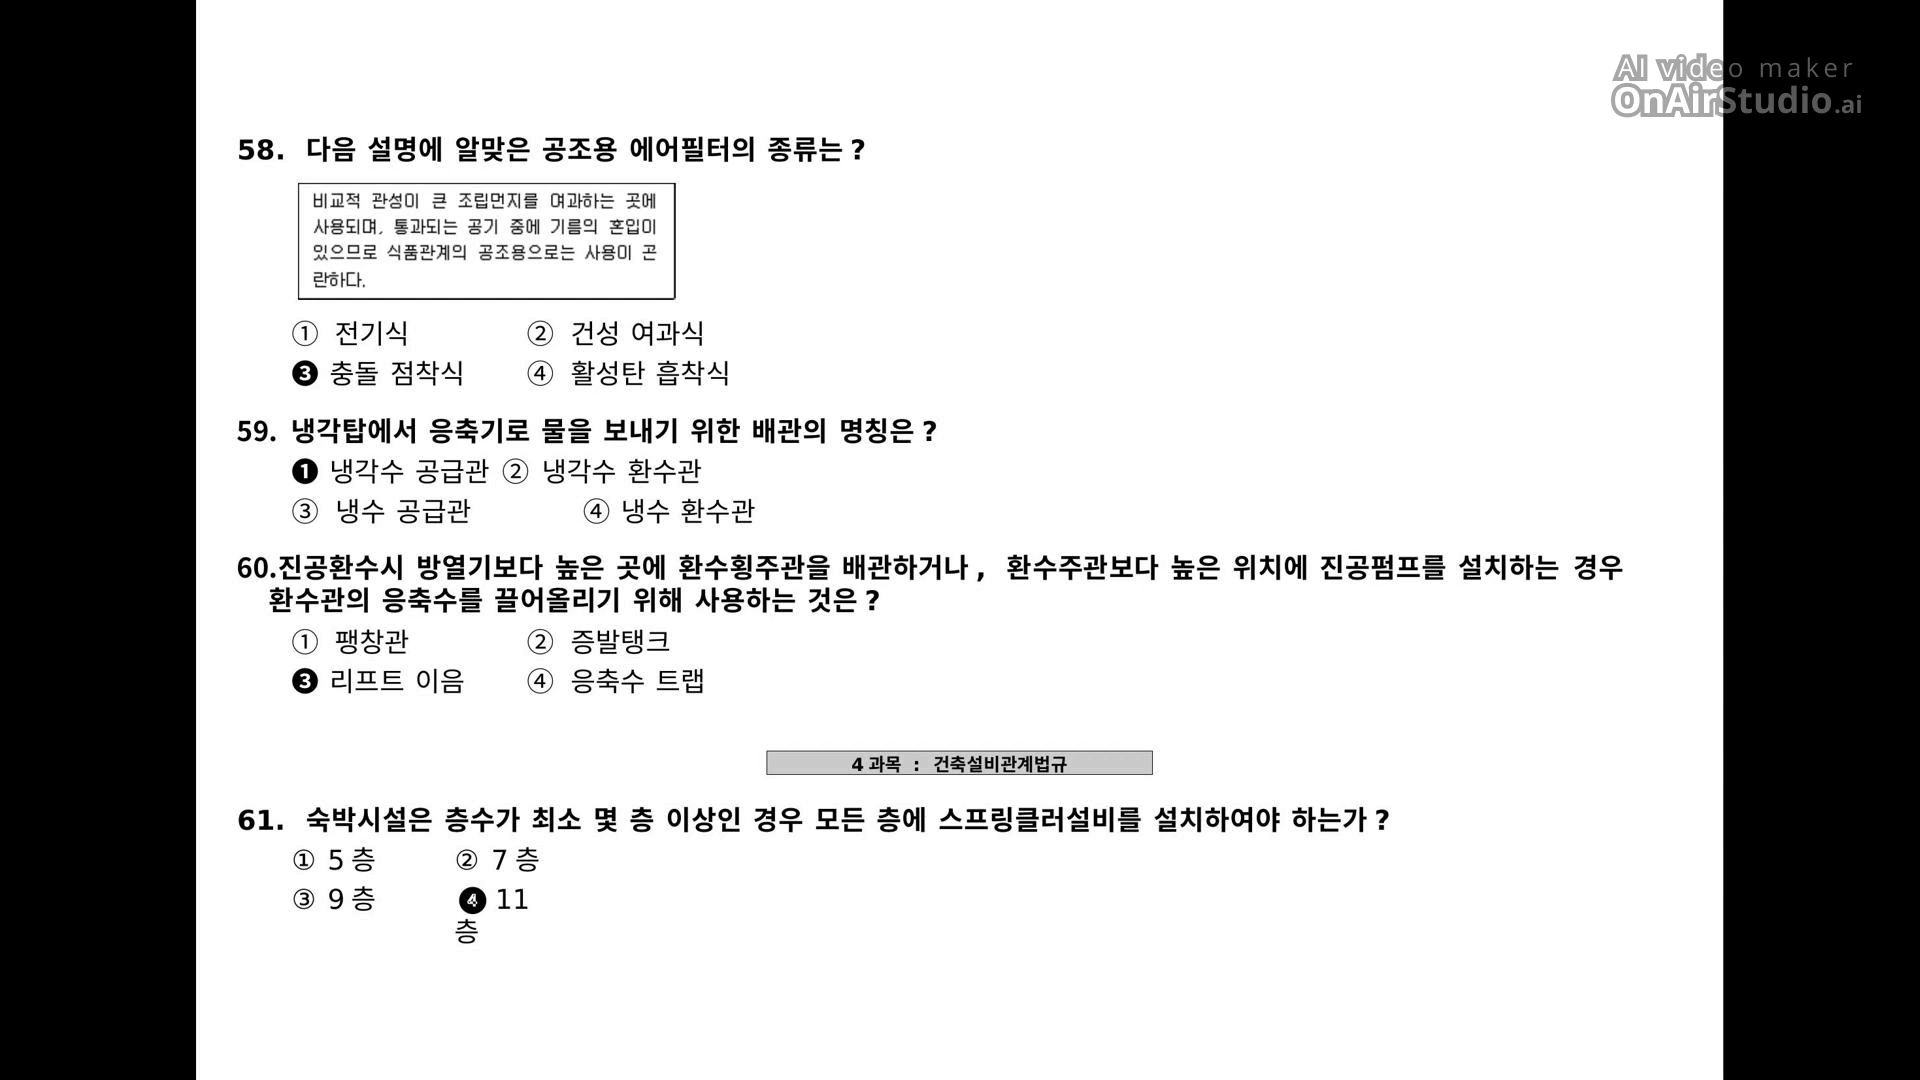 AI video maker
OnAirStudio.ai
58. 다음 설명에 알맞은 공조용 에어필터의 종류는?
비교적 관성이 큰 조립먼지를 여과하는 곳에
사용되며, 통과되는 공기 중에 기름의 혼입이
있으므로 식품관계의 공조용으로는 사용이 곤
란하다.
① 전기식 ② 건성 여과식
❸ 충돌 점착식 ④ 활성탄 흡착식
59. 냉각탑에서 응축기로 물을 보내기 위한 배관의 명칭은?
❶ 냉각수 공급관 ② 냉각수 환수관
③ 냉수 공급관 ④ 냉수 환수관
60.진공환수시 방열기보다 높은 곳에 환수횡주관을 배관하거나, 환수주관보다 높은 위치에 진공펌프를 설치하는 경우
환수관의 응축수를 끌어올리기 위해 사용하는 것은?
① 팽창관 ② 증발탱크
❸ 리프트 이음 ④ 응축수 트랩
4과목 : 건축설비관계법규
61. 숙박시설은 층수가 최소 몇 층 이상인 경우 모든 층에 스프링클러설비를 설치하여야 하는가?
① 5층 ② 7층
③ 9층 ❹ 11
층